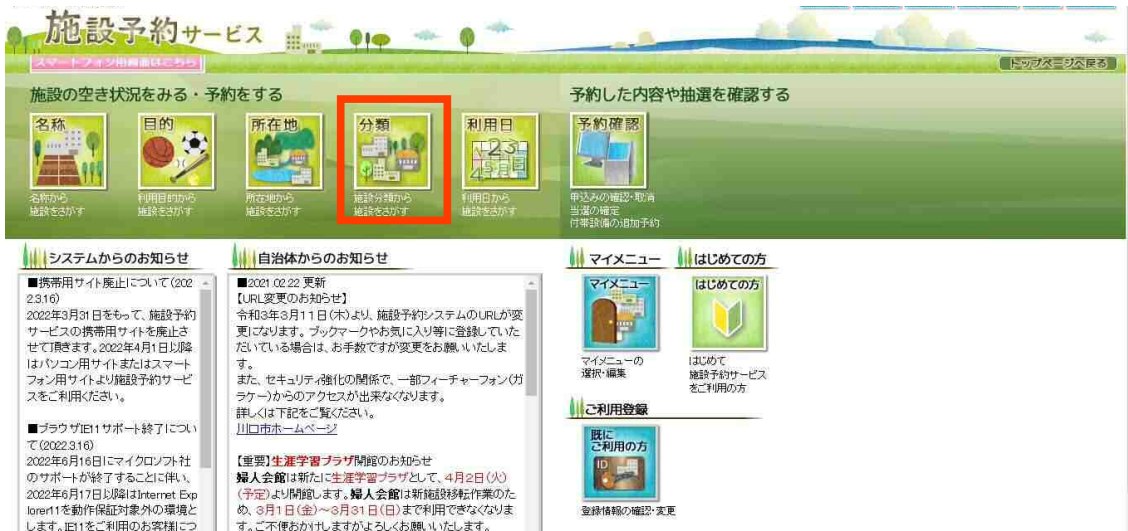 施設予約サービス
スマートフォン用画面はこちら
トップページへ戻る
施設の空き状況をみる・予約をする
予約した内容や抽選を確認する
名称
目的
所在地
分類
利用日
予約確認
名称から
施設をさがす
利用目的から
施設をさがす
所在地から
施設をさがす
施設分類から
施設をさがす
利用日から
施設をさがす
申込みの確認・取消
当選の確定
付帯設備の追加予約
システムからのお知らせ
■携帯用サイト廃止について(202
2.3.16)
2022年3月31日をもって、施設予約
サービスの携帯用サイトを廃止さ
せて頂きます。2022年4月1日以降
はパソコン用サイトまたはスマート
フォン用サイトより施設予約サービ
スをご利用ください。
■ブラウザIE11サポート終了につい
て(2022.3.16)
2022年6月16日にマイクロソフト社
のサポートが終了することに伴い、
2022年6月17日以降はInternet Exp
lorer11を動作保証対象外の環境と
します。IE11をご利用のお客様につ
自治体からのお知らせ
■2021.02.22 更新
【URL変更のお知らせ】
令和3年3月11日(木)より、施設予約システムのURLが変
更になります。ブックマークやお気に入り等に登録していた
だいている場合は、お手数ですが変更をお願いいたしま
す。
また、セキュリティ強化の関係で、一部フィーチャーフォン(ガ
ラケー)からのアクセスが出来なくなります。
詳しくは下記をご覧ください。
川口市ホームページ
【重要】生涯学習プラザ開館のお知らせ
婦人会館は新たに生涯学習プラザとして、4月2日(火)
(予定)より開館します。婦人会館は新施設移転作業のた
め、3月1日(金)～3月31日(日)まで利用できなくなりま
す。ご不便おかけしますがよろしくお願いいたします。
マイメニュー
マイメニュー
マイメニューの
選択・編集
はじめての方
はじめての方
はじめて
施設予約サービス
をご利用の方
ご利用登録
既に
ご利用の方
ID
登録情報の確認・変更